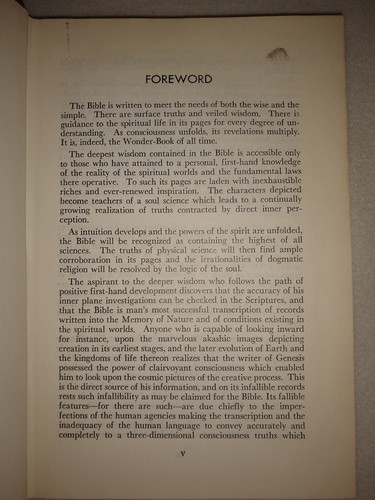 FOREWORD
The Bible is written to meet the needs of both the wise and the
simple. There are surface truths and veiled wisdom. There is
guidance to the spiritual life in its pages for every degree of un-
derstanding. As consciousness unfolds, its revelations multiply.
It is, indeed, the Wonder-Book of all time.
The deepest wisdom contained in the Bible is accessible only
to those who have attained to a personal, first-hand knowledge
of the reality of the spiritual worlds and the fundamental laws
there operative. To such its pages are laden with inexhaustible
riches and ever-renewed inspiration. The characters depicted
become teachers of a soul science which leads to a continually
growing realization of truths contracted by direct inner per-
ception.
As intuition develops and the powers of the spirit are unfolded,
the Bible will be recognized as containing the highest of all
sciences. The truths of physical science will then find ample
corroboration in its pages and the irrationalities of dogmatic
religion will be resolved by the logic of the soul.
The aspirant to the deeper wisdom who follows the path of
positive first-hand development discovers that the accuracy of his
inner plane investigations can be checked in the Scriptures, and
that the Bible is man's most successful transcription of records
written into the Memory of Nature and of conditions existing in
the spiritual worlds. Anyone who is capable of looking inward
for instance, upon the marvelous akashic images depicting
creation in its earliest stages, and the later evolution of Earth and
the kingdoms of life thereon realizes that the writer of Genesis
possessed the power of clairvoyant consciousness which enabled
him to look upon the cosmic pictures of the creative process. This
is the direct source of his information, and on its infallible records
rests such infallibility as may be claimed for the Bible. Its fallible
features—for there are such—are due chiefly to the imper-
fections of the human agencies making the transcription and the
inadequacy of the human language to convey accurately and
completely to a three-dimensional consciousness truths which
v